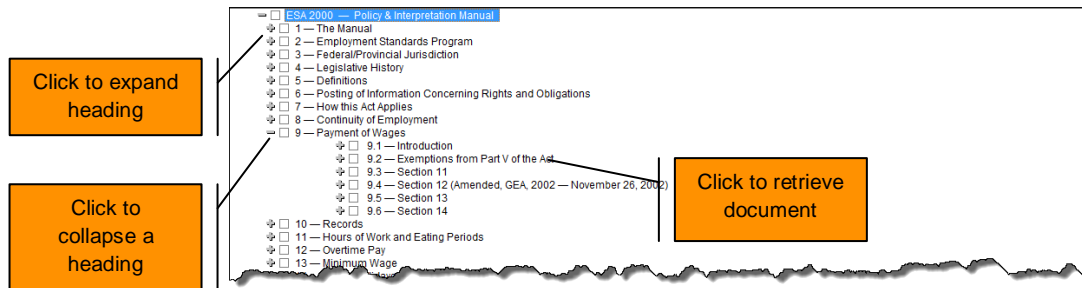 ESA 2000 — Policy & Interpretation Manual
1 — The Manual
2 — Employment Standards Program
3 — Federal/Provincial Jurisdiction
4 — Legislative History
5 — Definitions
6 — Posting of Information Concerning Rights and Obligations
7 — How this Act Applies
8 — Continuity of Employment
9 — Payment of Wages
9.1 — Introduction
9.2 — Exemptions from Part V of the Act
9.3 — Section 11
9.4 — Section 12 (Amended, GEA, 2002 — November 26, 2002)
9.5 — Section 13
9.6 — Section 14
10 — Records
11 — Hours of Work and Eating Periods
12 — Overtime Pay
13 — Minimum Wage
Click to expand
heading
Click to
collapse a
heading
Click to retrieve
document